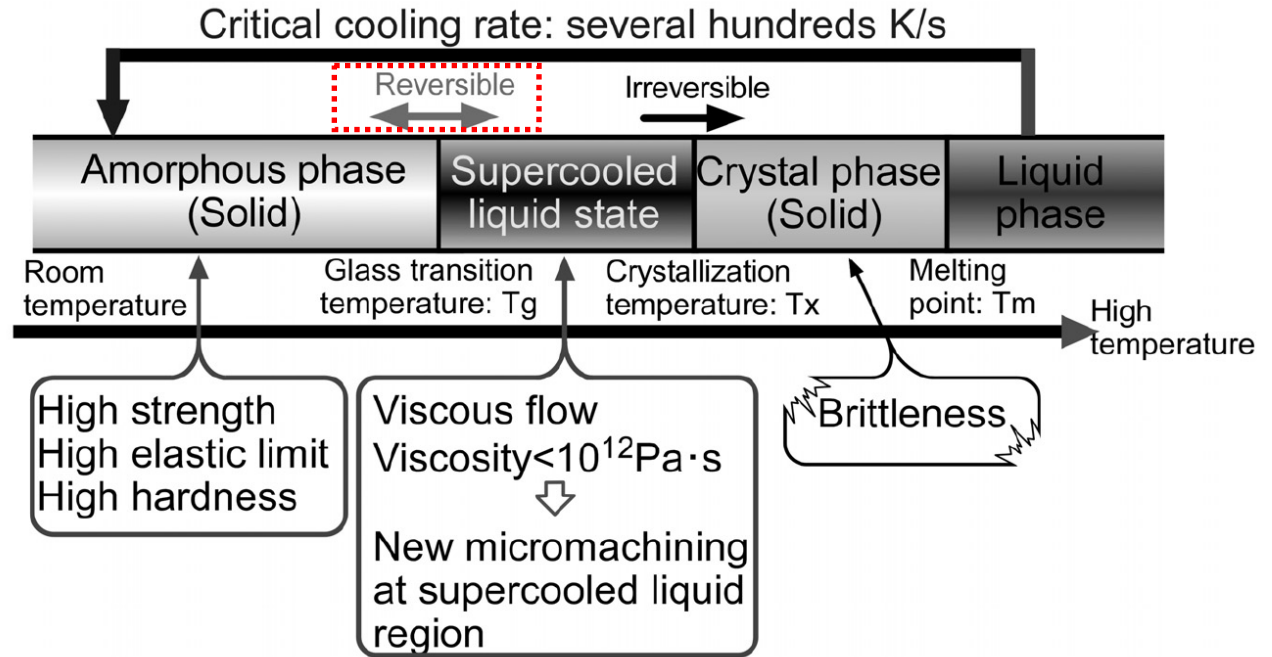 Critical cooling rate: several hundreds K/s
Reversible
Irreversible
Amorphous phase
(Solid)
Supercooled
liquid state
Crystal phase
(Solid)
Liquid
phase
Room
temperature
Glass transition
temperature: Tg
Crystallization
temperature: Tx
Melting
point: Tm
High
temperature
High strength
High elastic limit
High hardness
Viscous flow
Viscosity<10¹²Pa·s
New micromachining
at supercooled liquid
region
Brittleness